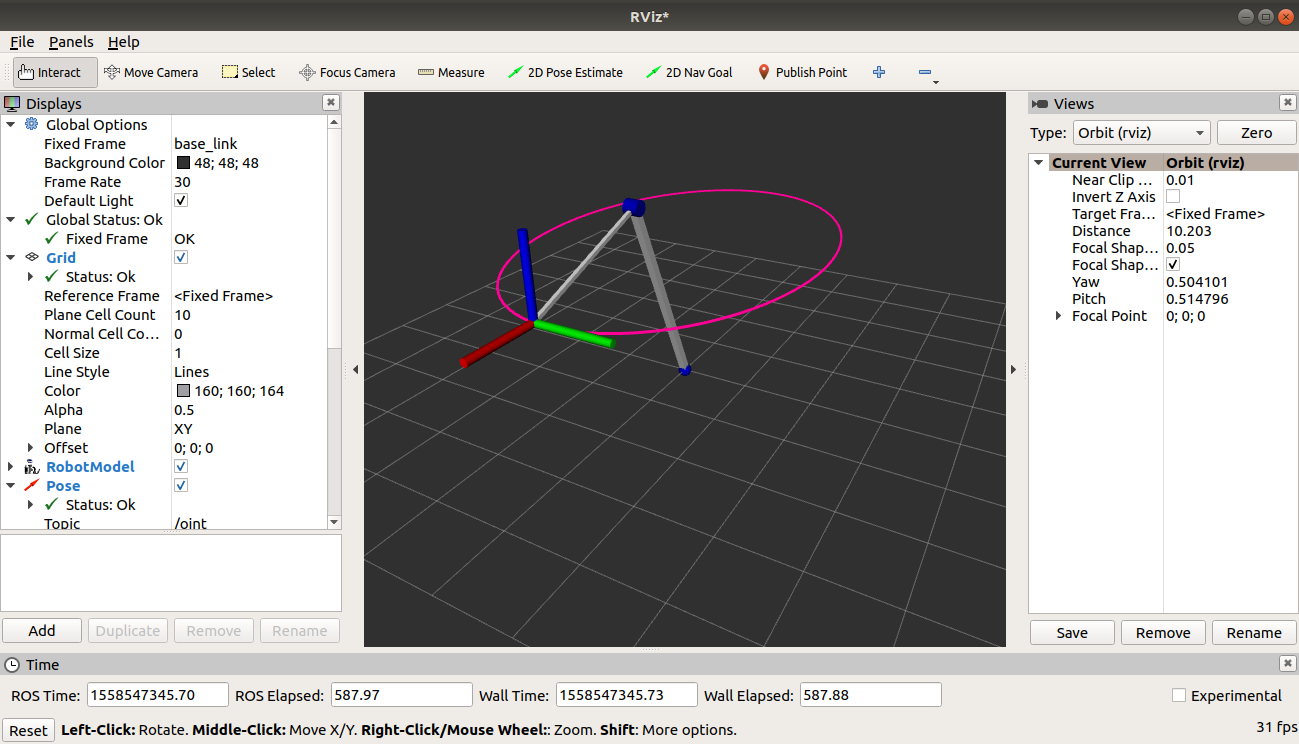 RViz*
File Panels Help
Interact Move Camera Select Focus Camera Measure 2D Pose Estimate 2D Nav Goal Publish Point
Displays
Global Options
Fixed Frame base_link
Background Color 48; 48; 48
Frame Rate 30
Default Light
Global Status: Ok
Fixed Frame OK
Grid
Status: Ok
Reference Frame <Fixed Frame>
Plane Cell Count 10
Normal Cell Co... 0
Cell Size 1
Line Style Lines
Color 160; 160; 164
Alpha 0.5
Plane XY
Offset 0; 0; 0
RobotModel
Pose
Status: Ok
Topic /oint
Add Duplicate Remove Rename
Views
Type: Orbit (rviz) Zero
Current View Orbit (rviz)
Near Clip ... 0.01
Invert Z Axis
Target Fra... <Fixed Frame>
Distance 10.203
Focal Shap... 0.05
Focal Shap...
Yaw 0.504101
Pitch 0.514796
Focal Point 0; 0; 0
Save Remove Rename
Time
ROS Time: 1558547345.70 ROS Elapsed: 587.97 Wall Time: 1558547345.73 Wall Elapsed: 587.88 Experimental
Reset Left-Click: Rotate. Middle-Click: Move X/Y. Right-Click/Mouse Wheel:: Zoom. Shift: More options. 31 fps